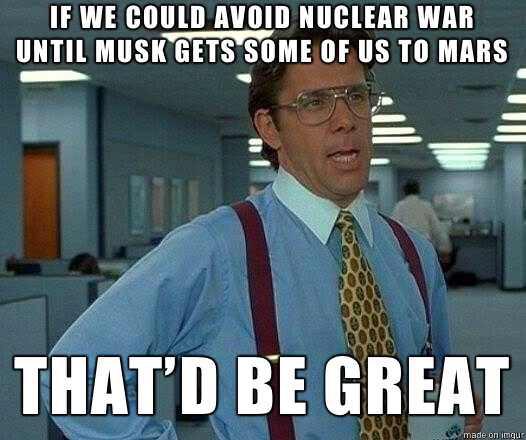 IF WE COULD AVOID NUCLEAR WAR
UNTIL MUSK GETS SOME OF US TO MARS
THAT'D BE GREAT
made on imgur